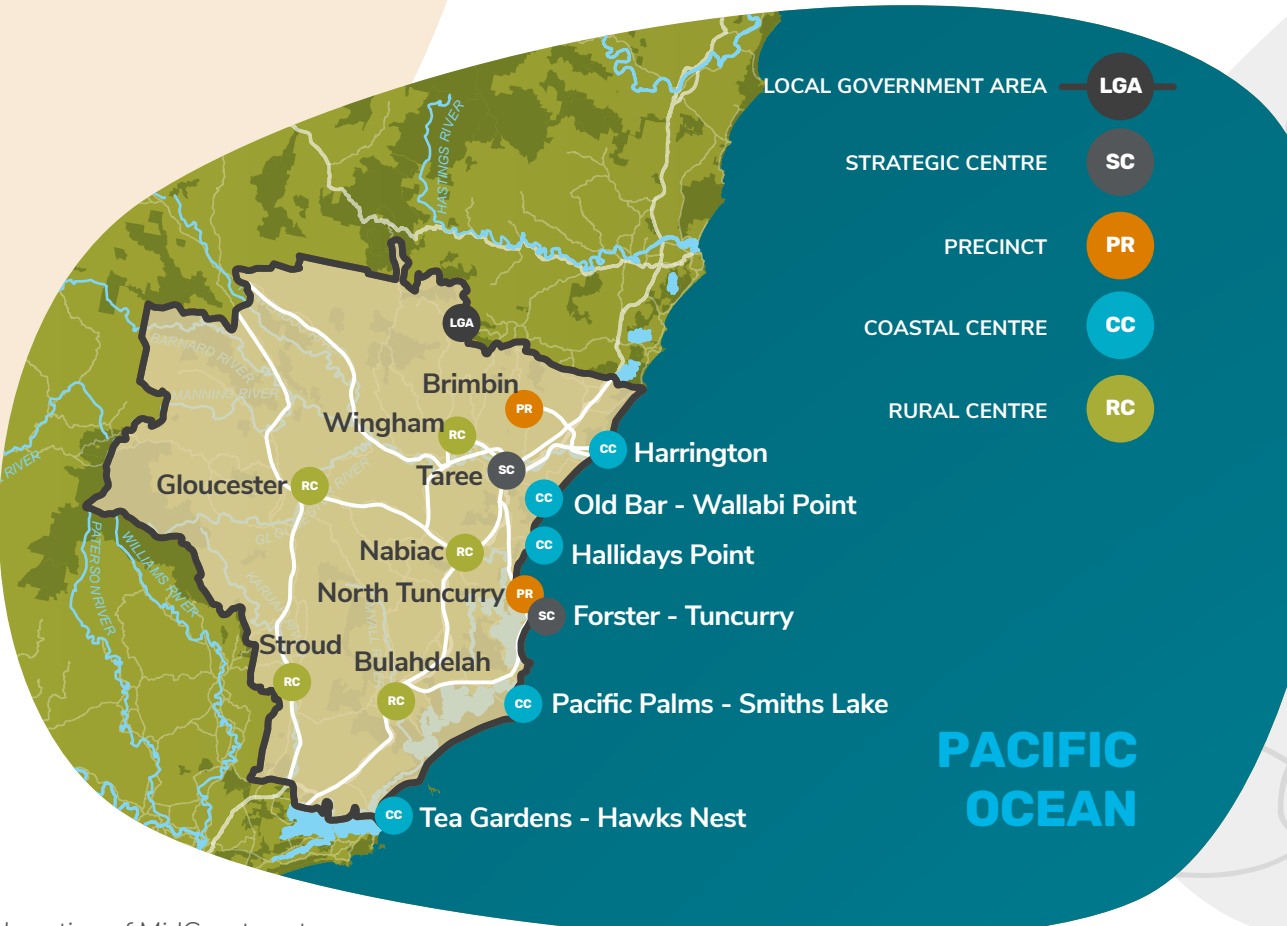 LOCAL GOVERNMENT AREA LGA
STRATEGIC CENTRE SC
PRECINCT PR
COASTAL CENTRE CC
RURAL CENTRE RC
HASTINGS RIVER
LGA
BARNARD RIVER
MANNING RIVER
Brimbin
PR
Wingham
RC
Taree
SC
CC
Harrington
RIVER
RIVER
Gloucester
RC
CC
Old Bar - Wallabi Point
CC
Hallidays Point
Nabiac
RC
PATERSON RIVER
WILLIAMS RIVER
North Tuncurry
PR
SC
Forster - Tuncurry
Stroud
RC
Bulahdelah
RC
CC
Pacific Palms - Smiths Lake
PACIFIC
OCEAN
CC
Tea Gardens - Hawks Nest